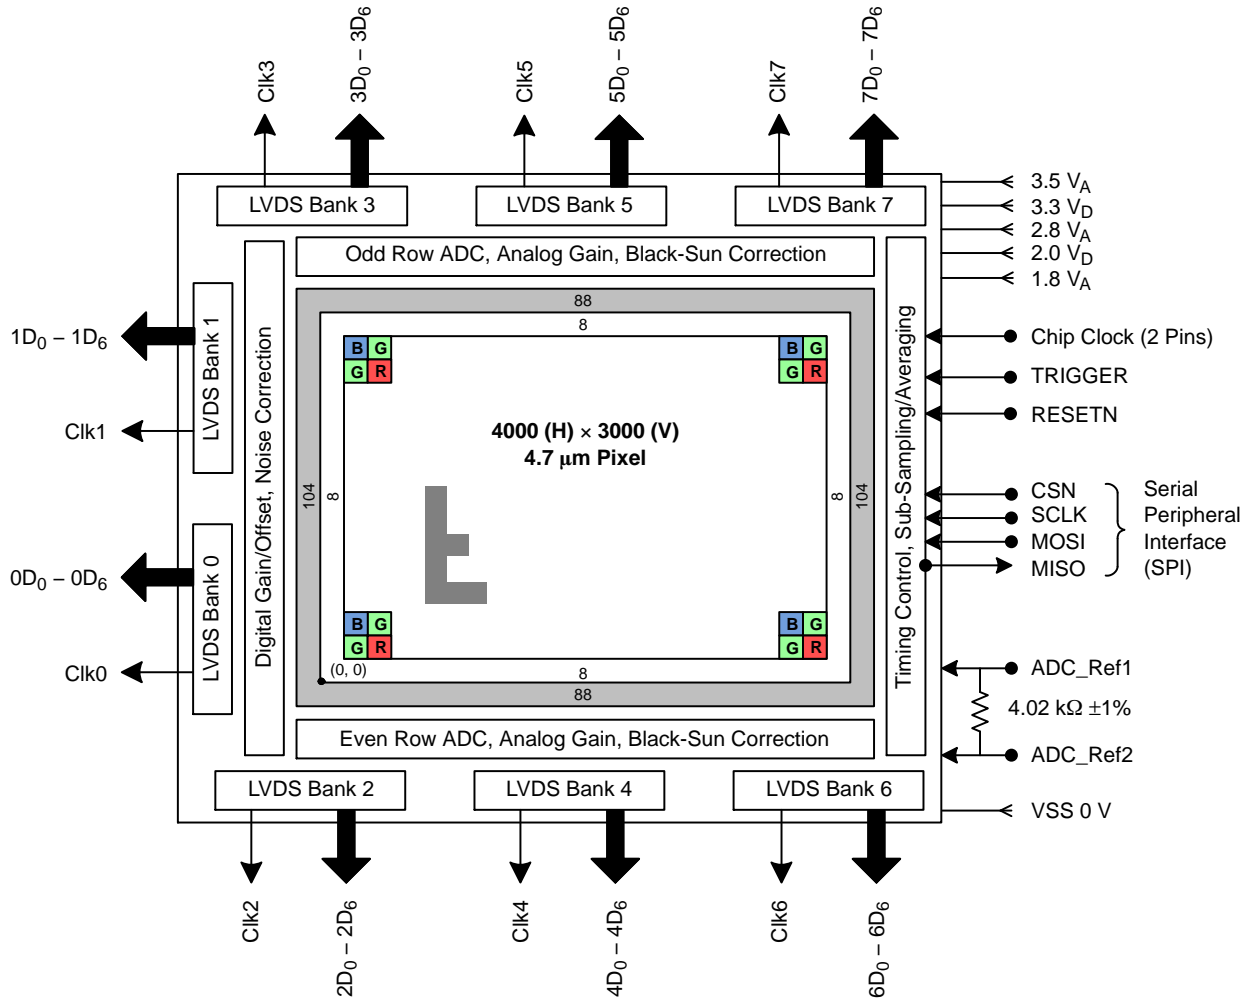 Clk3
3D0 – 3D6
Clk5
5D0 – 5D6
Clk7
7D0 – 7D6
LVDS Bank 3
LVDS Bank 5
LVDS Bank 7
3.5 VA
3.3 VD
2.8 VA
2.0 VD
1.8 VA
Odd Row ADC, Analog Gain, Black-Sun Correction
88
8
1D0 – 1D6
LVDS Bank 1
Clk1
Digital Gain/Offset, Noise Correction
104
8
B G
G R
B G
G R
4000 (H) × 3000 (V)
4.7 μm Pixel
8
104
Timing Control, Sub-Sampling/Averaging
Chip Clock (2 Pins)
TRIGGER
RESETN
CSN
SCLK
MOSI
MISO
Serial
Peripheral
Interface
(SPI)
0D0 – 0D6
LVDS Bank 0
Clk0
B G
G R
B G
G R
(0, 0)
8
88
ADC_Ref1
4.02 kΩ ±1%
ADC_Ref2
VSS 0 V
Even Row ADC, Analog Gain, Black-Sun Correction
LVDS Bank 2
LVDS Bank 4
LVDS Bank 6
Clk2
2D0 – 2D6
Clk4
4D0 – 4D6
Clk6
6D0 – 6D6